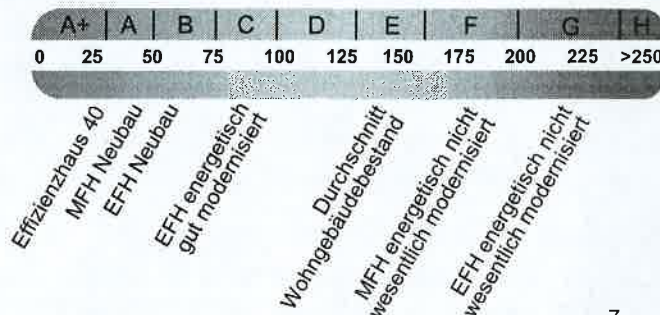 A+ A B C D E F G H
0 25 50 75 100 125 150 175 200 225 >250
Effizienzhaus 40
MFH Neubau
EFH Neubau
EFH energetisch
gut modernisiert
Durchschnitt
Wohngebäudebestand
MFH energetisch nicht
wesentlich modernisiert
EFH energetisch nicht
wesentlich modernisiert
7